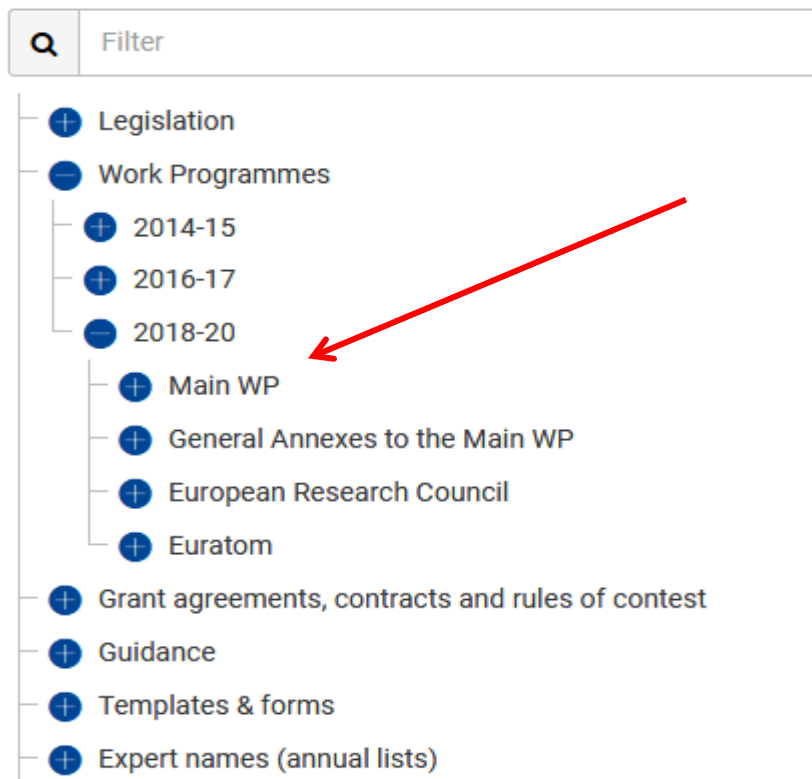 Filter
Legislation
Work Programmes
2014-15
2016-17
2018-20
Main WP
General Annexes to the Main WP
European Research Council
Euratom
Grant agreements, contracts and rules of contest
Guidance
Templates & forms
Expert names (annual lists)